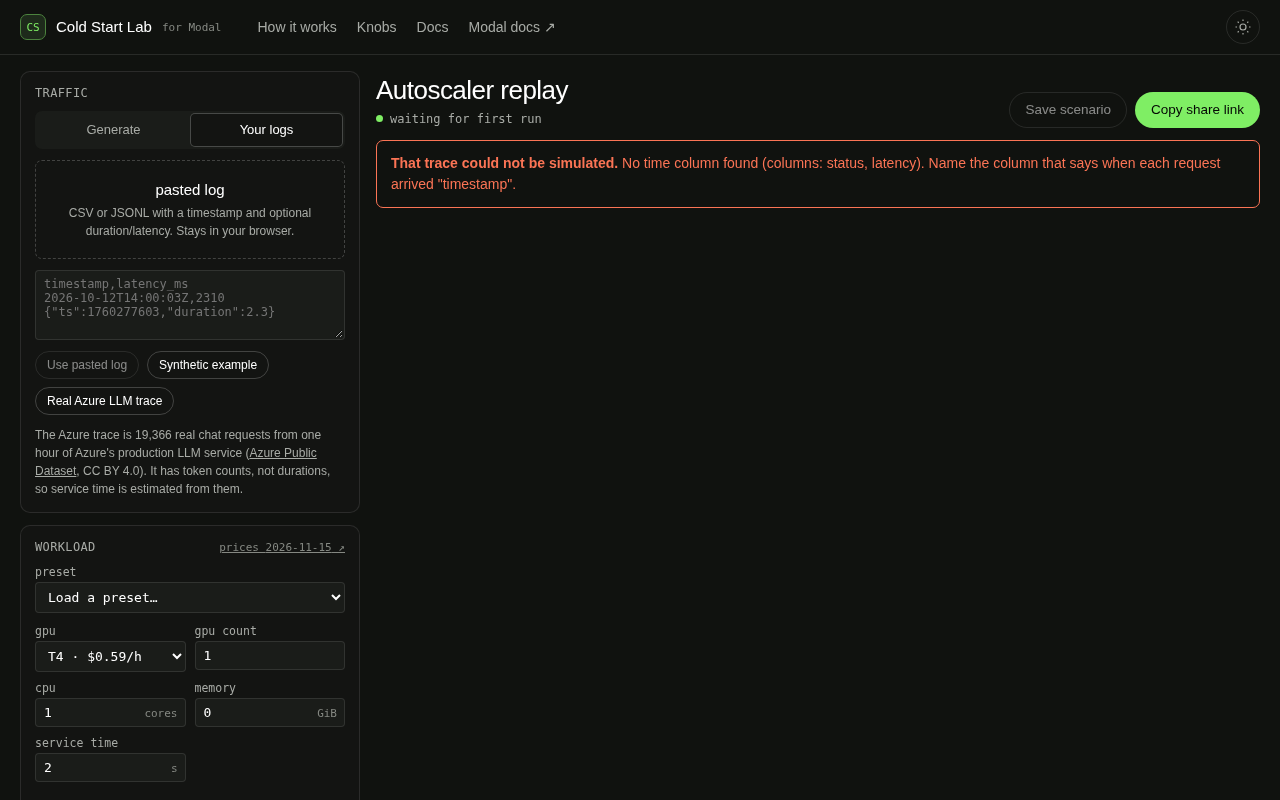 CS Cold Start Lab for Modal How it works Knobs Docs Modal docs ↗
TRAFFIC
Generate Your logs
pasted log
CSV or JSONL with a timestamp and optional
duration/latency. Stays in your browser.
timestamp,latency_ms
2026-10-12T14:00:03Z,2310
{"ts":1760277603,"duration":2.3}
Use pasted log Synthetic example
Real Azure LLM trace
The Azure trace is 19,366 real chat requests from one
hour of Azure's production LLM service (Azure Public
Dataset, CC BY 4.0). It has token counts, not durations,
so service time is estimated from them.
WORKLOAD prices 2026-11-15 ↗
preset
Load a preset…
gpu gpu count
T4 · $0.59/h 1
cpu memory
1 cores 0 GiB
service time
2 s
Autoscaler replay
waiting for first run
Save scenario Copy share link
That trace could not be simulated. No time column found (columns: status, latency). Name the column that says when each request
arrived "timestamp".